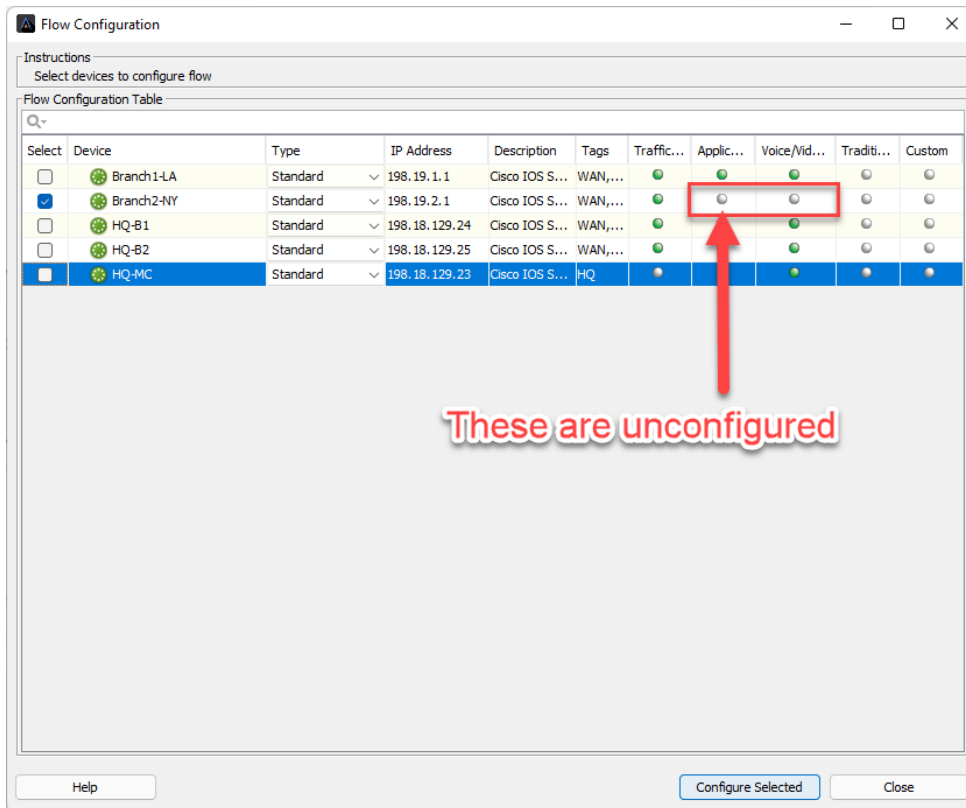 Flow Configuration
Instructions
Select devices to configure flow
Flow Configuration Table
Select Device Type IP Address Description Tags Traffic... Applic... Voice/Vid... Traditi... Custom
Branch1-LA Standard 198.19.1.1 Cisco IOS S... WAN,...
Branch2-NY Standard 198.19.2.1 Cisco IOS S... WAN,...
HQ-B1 Standard 198.18.129.24 Cisco IOS S... WAN,...
HQ-B2 Standard 198.18.129.25 Cisco IOS S... WAN,...
HQ-MC Standard 198.18.129.23 Cisco IOS S... HQ
These are unconfigured
Help Configure Selected Close